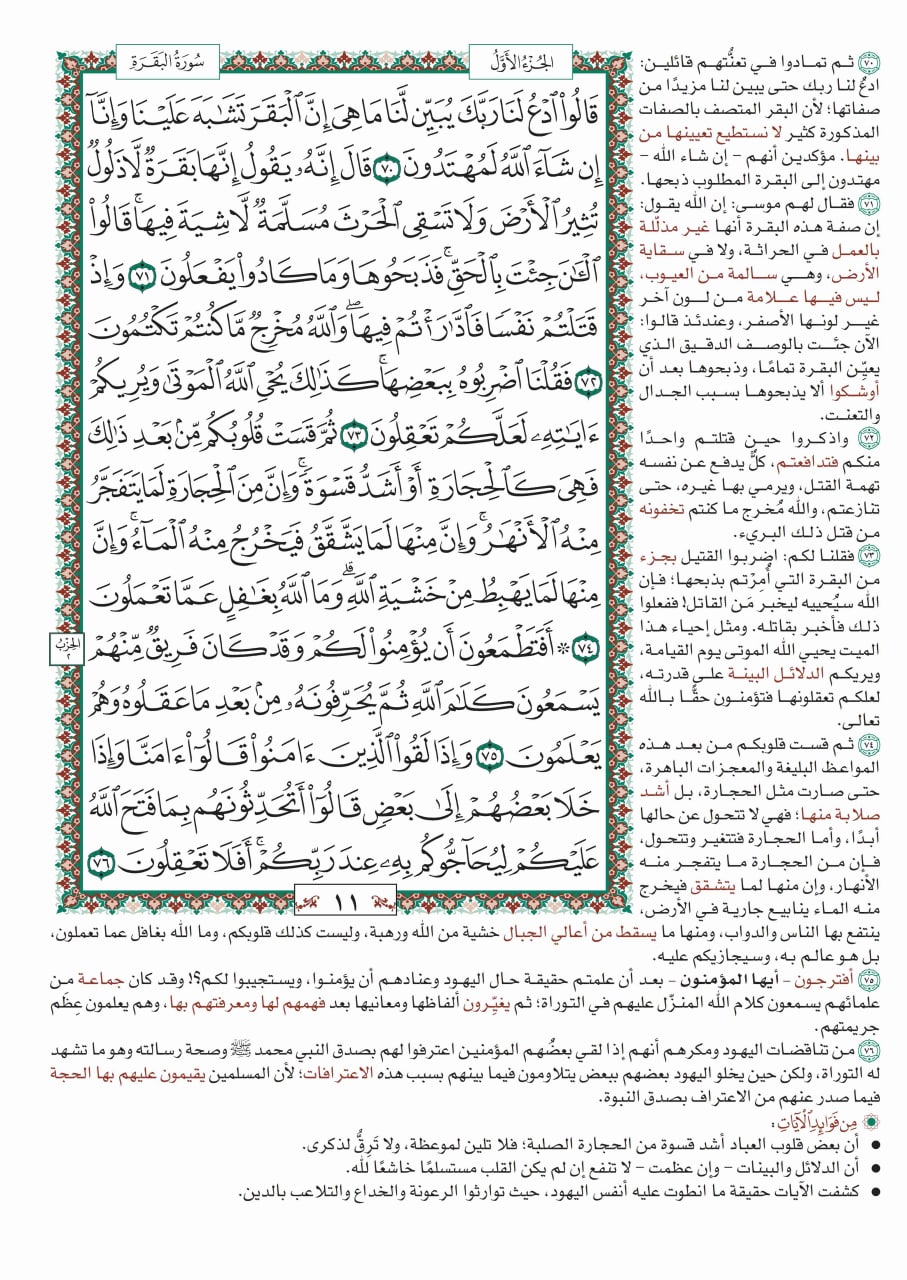 سُورَةُ البَقَرَةِ
الجُزْءُ الأَوَّلُ
قَالُوا۟ ٱدْعُ لَنَا رَبَّكَ يُبَيِّن لَّنَا مَا هِىَ إِنَّ ٱلْبَقَرَ تَشَـٰبَهَ عَلَيْنَا وَإِنَّآ
إِن شَآءَ ٱللَّهُ لَمُهْتَدُونَ ٧٠ قَالَ إِنَّهُۥ يَقُولُ إِنَّهَا بَقَرَةٌ لَّا ذَلُولٌ
تُثِيرُ ٱلْأَرْضَ وَلَا تَسْقِى ٱلْحَرْثَ مُسَلَّمَةٌ لَّا شِيَةَ فِيهَاۚ قَالُوا۟
ٱلْـَٔـٰنَ جِئْتَ بِٱلْحَقِّۚ فَذَبَحُوهَا وَمَا كَادُوا۟ يَفْعَلُونَ ٧١ وَإِذْ
قَتَلْتُمْ نَفْسًا فَٱدَّٰرَْٰٔتُمْ فِيهَاۖ وَٱللَّهُ مُخْرِجٌ مَّا كُنتُمْ تَكْتُمُونَ
٧٢ فَقُلْنَا ٱضْرِبُوهُ بِبَعْضِهَاۚ كَذَٰلِكَ يُحْىِ ٱللَّهُ ٱلْمَوْتَىٰ وَيُرِيكُمْ
ءَايَـٰتِهِۦ لَعَلَّكُمْ تَعْقِلُونَ ٧٣ ثُمَّ قَسَتْ قُلُوبُكُم مِّنۢ بَعْدِ ذَٰلِكَ
فَهِىَ كَٱلْحِجَارَةِ أَوْ أَشَدُّ قَسْوَةًۚ وَإِنَّ مِنَ ٱلْحِجَارَةِ لَمَا يَتَفَجَّرُ
مِنْهُ ٱلْأَنْهَـٰرُۚ وَإِنَّ مِنْهَا لَمَا يَشَّقَّقُ فَيَخْرُجُ مِنْهُ ٱلْمَآءُۚ وَإِنَّ
مِنْهَا لَمَا يَهْبِطُ مِنْ خَشْيَةِ ٱللَّهِۗ وَمَا ٱللَّهُ بِغَـٰفِلٍ عَمَّا تَعْمَلُونَ
٧٤ ۞ أَفَتَطْمَعُونَ أَن يُؤْمِنُوا۟ لَكُمْ وَقَدْ كَانَ فَرِيقٌ مِّنْهُمْ
يَسْمَعُونَ كَلَـٰمَ ٱللَّهِ ثُمَّ يُحَرِّفُونَهُۥ مِنۢ بَعْدِ مَا عَقَلُوهُ وَهُمْ
يَعْلَمُونَ ٧٥ وَإِذَا لَقُوا۟ ٱلَّذِينَ ءَامَنُوا۟ قَالُوٓا۟ ءَامَنَّا وَإِذَا
خَلَا بَعْضُهُمْ إِلَىٰ بَعْضٍ قَالُوٓا۟ أَتُحَدِّثُونَهُم بِمَا فَتَحَ ٱللَّهُ
عَلَيْكُمْ لِيُحَآجُّوكُم بِهِۦ عِندَ رَبِّكُمْۚ أَفَلَا تَعْقِلُونَ ٧٦
١١
الحِزْبُ
٢
٧٠ ثم تمادوا في تعنُّتهم قائلين:
ادعُ لنا ربك حتى يبين لنا مزيدًا من
صفاتها؛ لأن البقر المتصف بالصفات
المذكورة كثير لا نستطيع تعيينها من
بينها. مؤكدين أنهم – إن شاء الله –
مهتدون إلى البقرة المطلوب ذبحها.
٧١ فقال لهم موسى: إن الله يقول:
إن صفة هذه البقرة أنها غير مذلَّلة
بالعمل في الحراثة، ولا في سقاية
الأرض، وهي سالمة من العيوب،
ليس فيها علامة من لون آخر
غير لونها الأصفر، وعندئذ قالوا:
الآن جئت بالوصف الدقيق الذي
يعيِّن البقرة تمامًا، وذبحوها بعد أن
أوشكوا ألا يذبحوها بسبب الجدال
والتعنت.
٧٢ واذكروا حين قتلتم واحدًا
منكم فتدافعتم، كلٌّ يدفع عن نفسه
تهمة القتل، ويرمي بها غيره، حتى
تنازعتم، والله مُخرج ما كنتم تخفونه
من قتل ذلك البريء.
٧٣ فقلنا لكم: اضربوا القتيل بجزء
من البقرة التي أُمِرْتم بذبحها؛ فإن
الله سيُحييه ليخبر مَن القاتل! ففعلوا
ذلك فأخبر بقاتله. ومثل إحياء هذا
الميت يحيي الله الموتى يوم القيامة،
ويريكم الدلائل البينة على قدرته،
لعلكم تعقلونها فتؤمنون حقًّا بالله
تعالى.
٧٤ ثم قست قلوبكم من بعد هذه
المواعظ البليغة والمعجزات الباهرة،
حتى صارت مثل الحجارة، بل أشد
صلابة منها؛ فهي لا تتحول عن حالها
أبدًا، وأما الحجارة فتتغير وتتحول،
فإن من الحجارة ما يتفجر منه
الأنهار، وإن منها لما يتشقق فيخرج
منه الماء ينابيع جارية في الأرض،
ينتفع بها الناس والدواب، ومنها ما يسقط من أعالي الجبال خشية من الله ورهبة، وليست كذلك قلوبكم، وما الله بغافل عما تعملون،
بل هو عالم به، وسيجازيكم عليه.
٧٥ أفترجون – أيها المؤمنون – بعد أن علمتم حقيقة حال اليهود وعنادهم أن يؤمنوا، ويستجيبوا لكم؟! وقد كان جماعة من
علمائهم يسمعون كلام الله المنزّل عليهم في التوراة؛ ثم يغيِّرون ألفاظها ومعانيها بعد فهمهم لها ومعرفتهم بها، وهم يعلمون عِظَم
جريمتهم.
٧٦ من تناقضات اليهود ومكرهم أنهم إذا لقي بعضُهم المؤمنين اعترفوا لهم بصدق النبي محمد ﷺ وصحة رسالته وهو ما تشهد
له التوراة، ولكن حين يخلو اليهود بعضهم ببعض يتلاومون فيما بينهم بسبب هذه الاعترافات؛ لأن المسلمين يقيمون عليهم بها الحجة
فيما صدر عنهم من الاعتراف بصدق النبوة.
مِن فَوَائِدِ الآيَاتِ:
• أن بعض قلوب العباد أشد قسوة من الحجارة الصلبة؛ فلا تلين لموعظة، ولا تَرِقُّ لذكرى.
• أن الدلائل والبينات – وإن عظمت – لا تنفع إن لم يكن القلب مستسلمًا خاشعًا لله.
• كشفت الآيات حقيقة ما انطوت عليه أنفس اليهود، حيث توارثوا الرعونة والخداع والتلاعب بالدين.